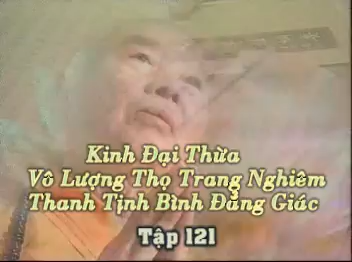 Kinh Đại Thừa
Vô Lượng Thọ Trang Nghiêm
Thanh Tịnh Bình Đẳng Giác
Tập 121